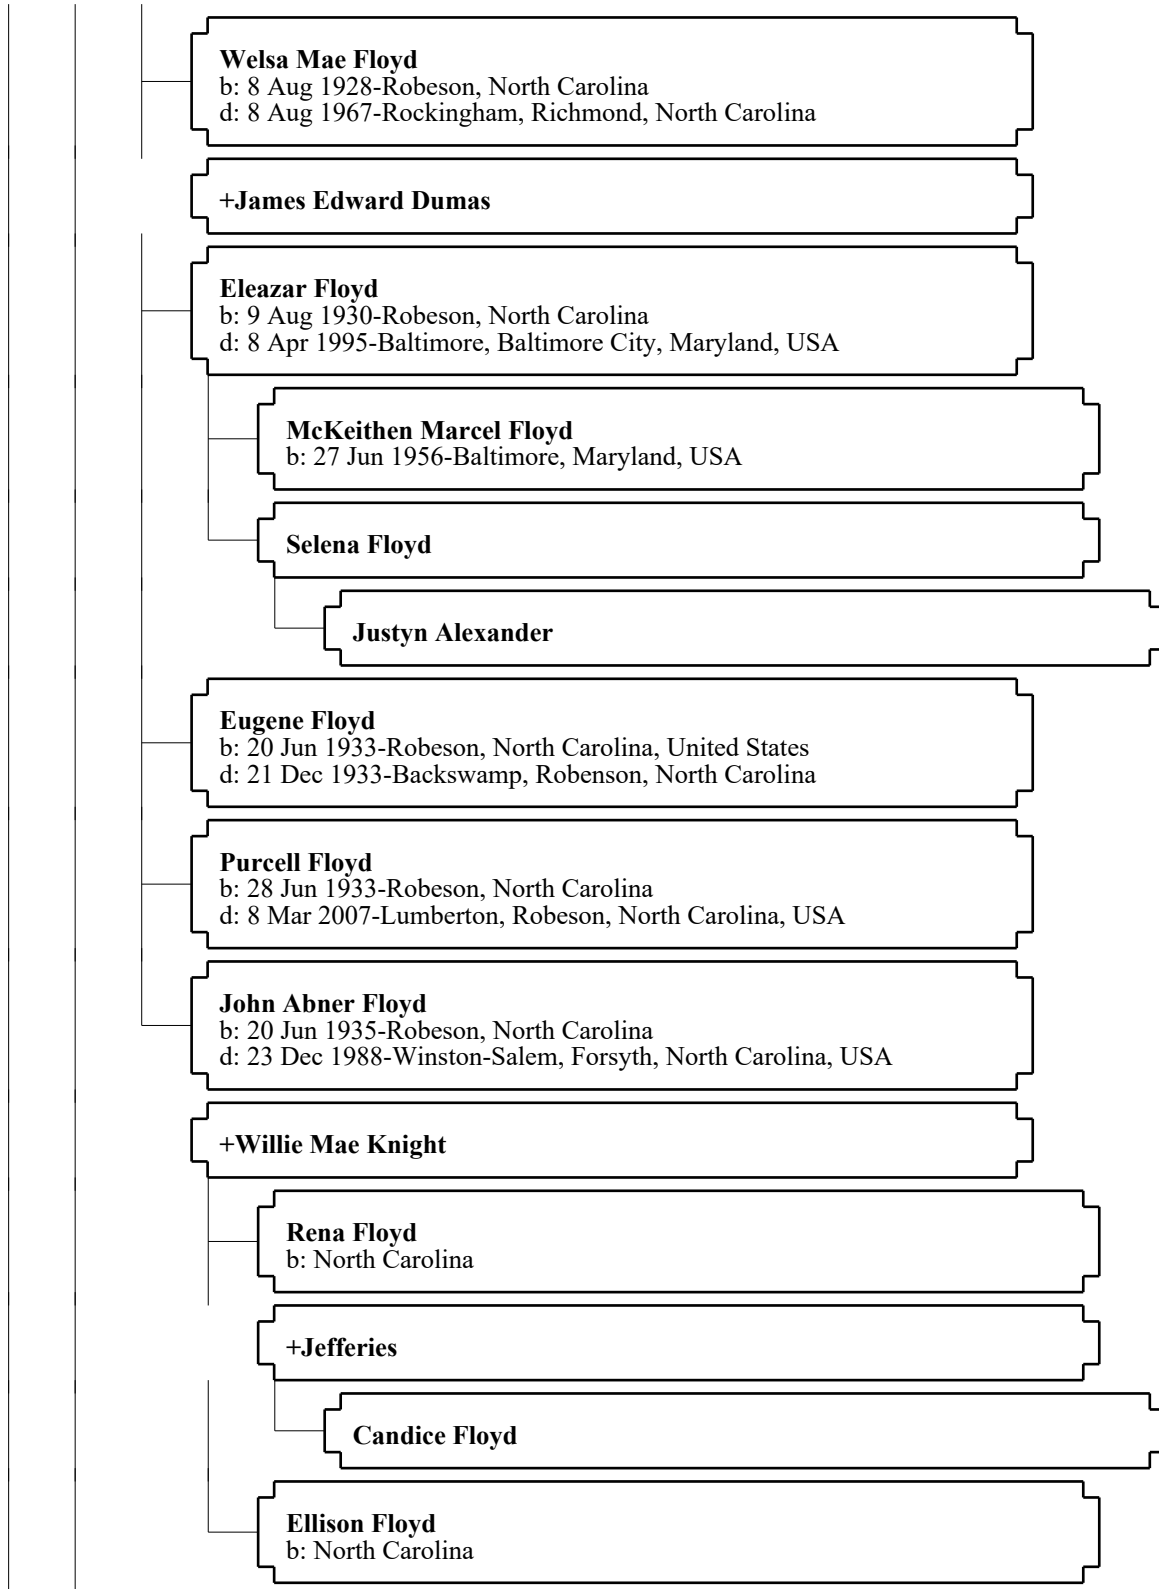 Welsa Mae Floyd
b: 8 Aug 1928-Robeson, North Carolina
d: 8 Aug 1967-Rockingham, Richmond, North Carolina
+James Edward Dumas
Eleazar Floyd
b: 9 Aug 1930-Robeson, North Carolina
d: 8 Apr 1995-Baltimore, Baltimore City, Maryland, USA
McKeithen Marcel Floyd
b: 27 Jun 1956-Baltimore, Maryland, USA
Selena Floyd
Justyn Alexander
Eugene Floyd
b: 20 Jun 1933-Robeson, North Carolina, United States
d: 21 Dec 1933-Backswamp, Robenson, North Carolina
Purcell Floyd
b: 28 Jun 1933-Robeson, North Carolina
d: 8 Mar 2007-Lumberton, Robeson, North Carolina, USA
John Abner Floyd
b: 20 Jun 1935-Robeson, North Carolina
d: 23 Dec 1988-Winston-Salem, Forsyth, North Carolina, USA
+Willie Mae Knight
Rena Floyd
b: North Carolina
+Jefferies
Candice Floyd
Ellison Floyd
b: North Carolina